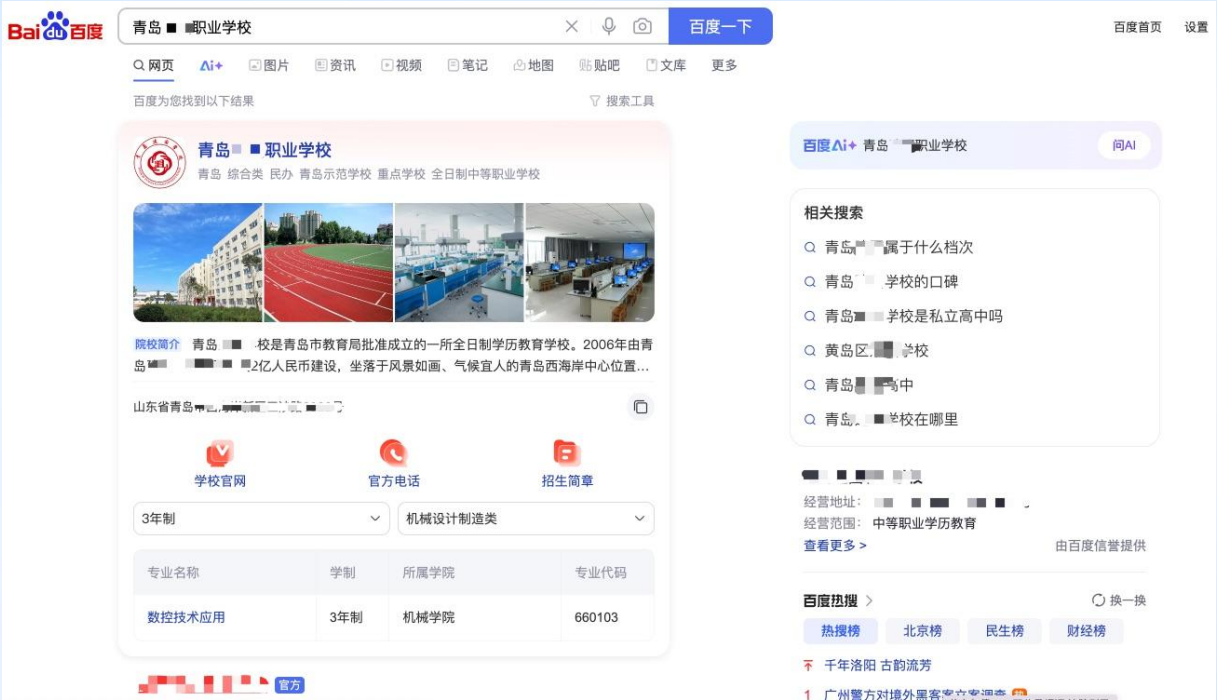 Bai du 百度
青岛 职业学校
百度一下
百度首页 设置
网页 Ai+ 图片 资讯 视频 笔记 地图 贴吧 文库 更多
百度为您找到以下结果
搜索工具
青岛 职业学校
青岛 综合类 民办 青岛示范学校 重点学校 全日制中等职业学校
院校简介 青岛 校是青岛市教育局批准成立的一所全日制学历教育学校。2006年由青
岛 2亿人民币建设，坐落于风景如画、气候宜人的青岛西海岸中心位置...
山东省青岛
学校官网 官方电话 招生简章
3年制 机械设计制造类
专业名称 学制 所属学院 专业代码
数控技术应用 3年制 机械学院 660103
官方
百度Ai+ 青岛 职业学校 问AI
相关搜索
青岛 属于什么档次
青岛 学校的口碑
青岛 学校是私立高中吗
黄岛区 学校
青岛 高中
青岛 学校在哪里
经营地址：
经营范围： 中等职业学历教育
查看更多 > 由百度信誉提供
百度热搜 > 换一换
热搜榜 北京榜 民生榜 财经榜
千年洛阳 古韵流芳
1 广州警方对境外黑客立案调查 热